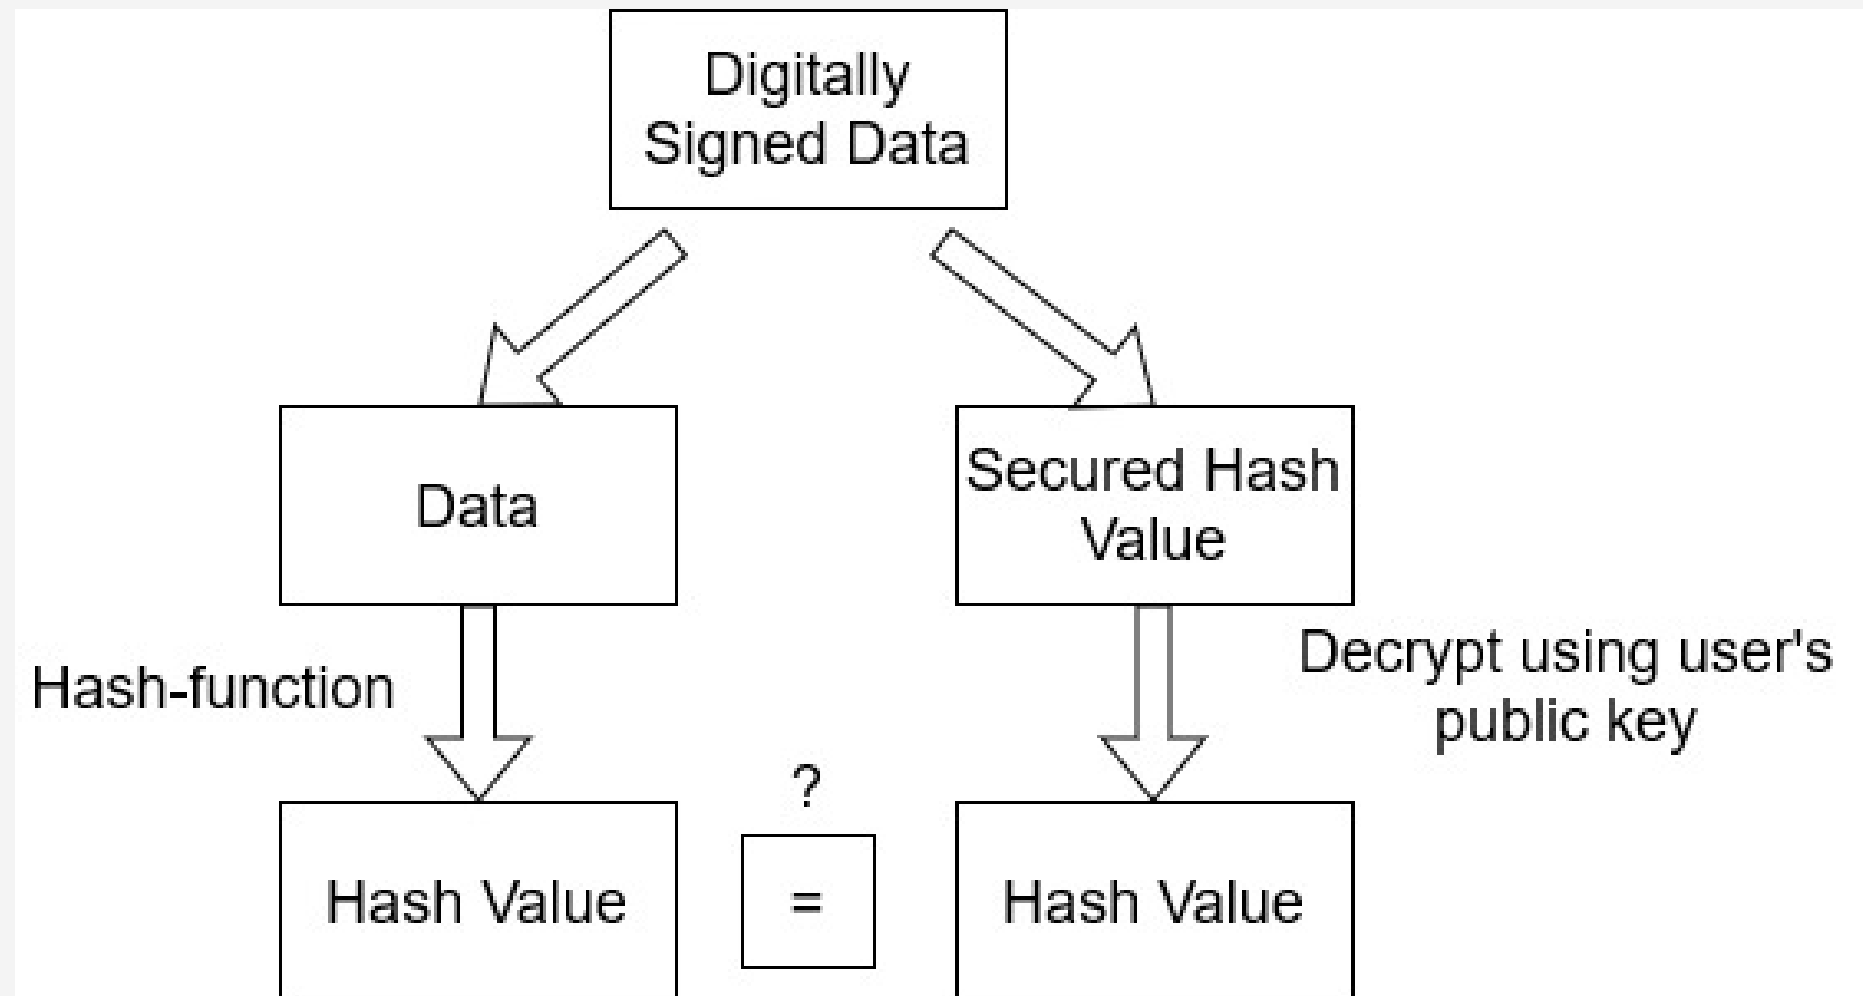 Digitally
Signed Data
Data
Secured Hash
Value
Hash-function
Decrypt using user's
public key
?
Hash Value
=
Hash Value